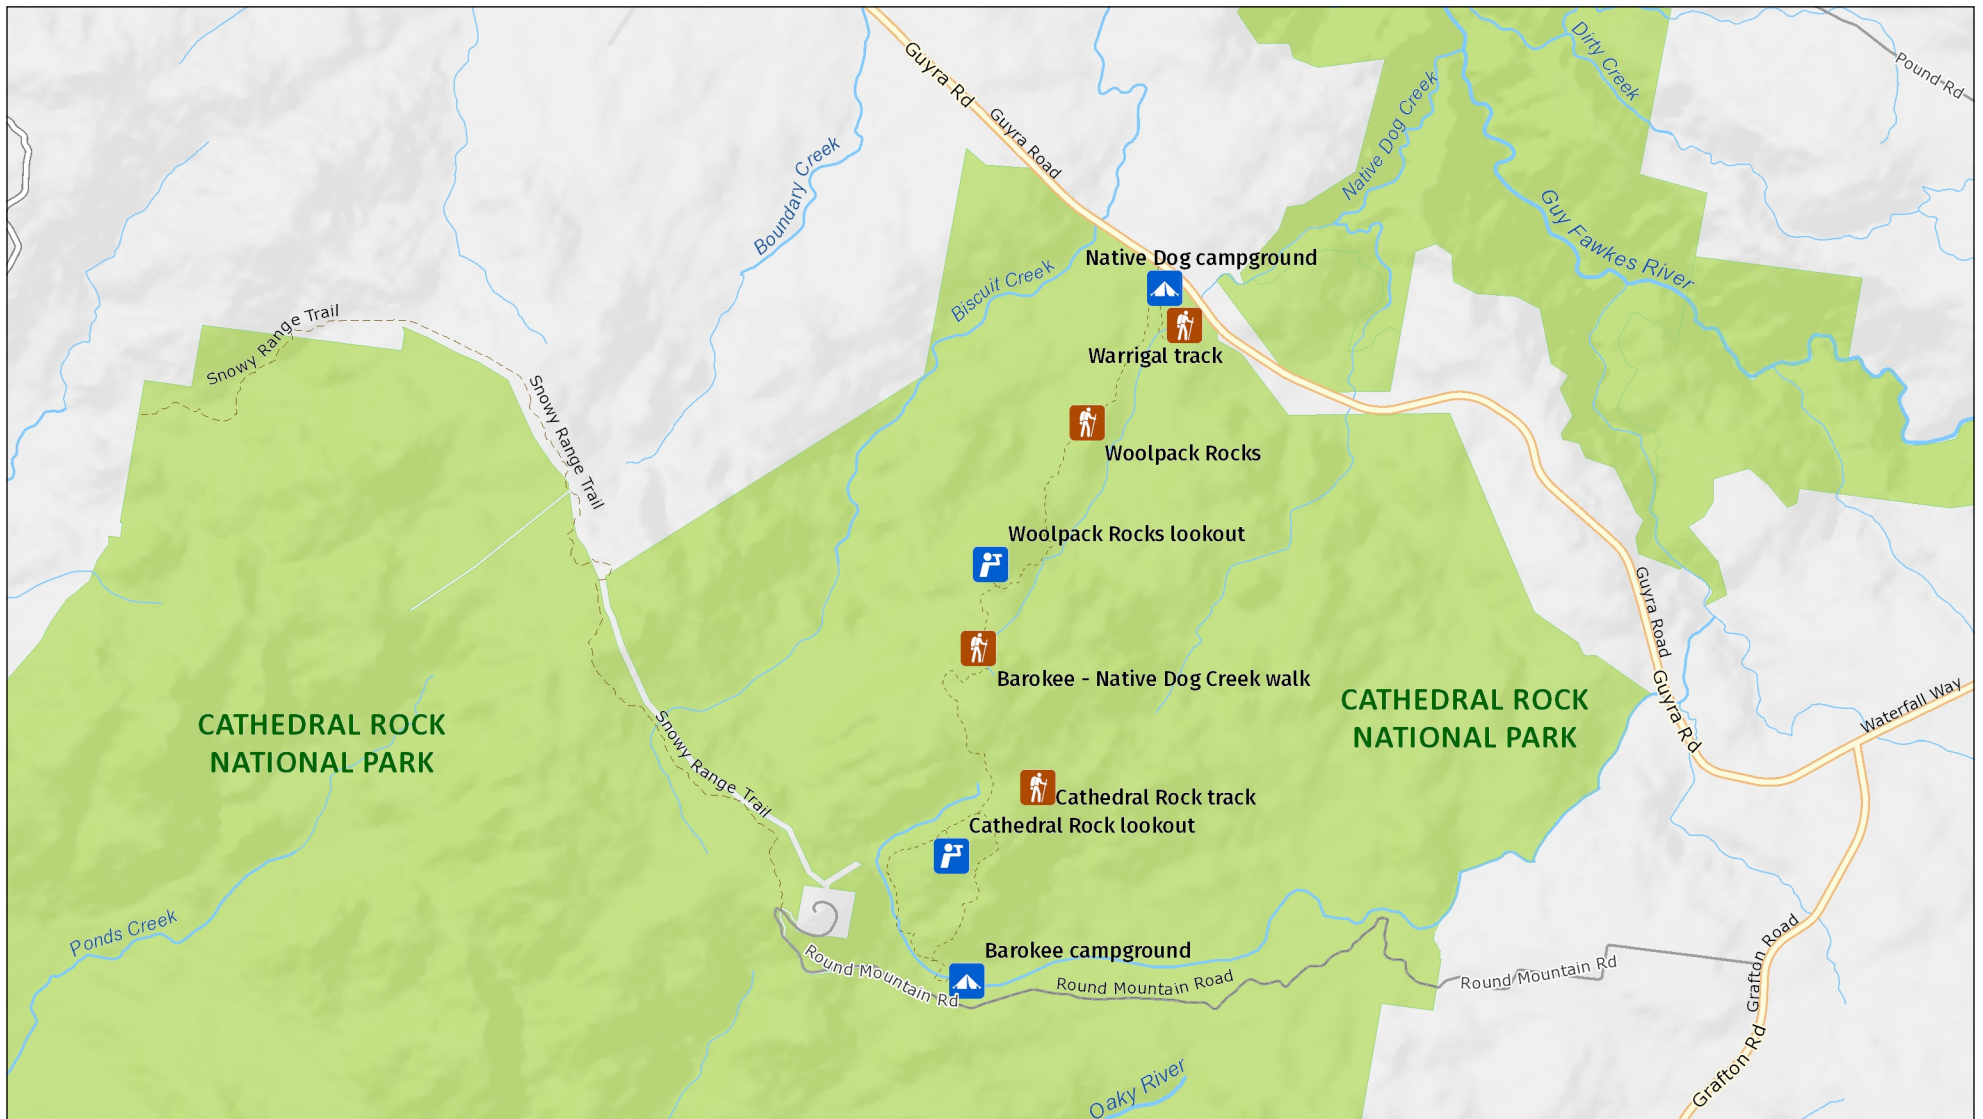 Dirty Creek
Pound-Rd
Guyra Rd
Guyra Road
Native Dog Creek
Boundary Creek
Guy Fawkes River
Native Dog campground
Biscuit Creek
Snowy Range Trail
Warrigal track
Snowy Range Trail
Woolpack Rocks
Woolpack Rocks lookout
Guyra Road
Barokee - Native Dog Creek walk
CATHEDRAL ROCK
NATIONAL PARK
CATHEDRAL ROCK
NATIONAL PARK
Guyra Rd
Waterfall Way
Snowy Range Trail
Cathedral Rock track
Cathedral Rock lookout
Ponds Creek
Barokee campground
Round Mountain Rd
Round Mountain Road
Round Mountain Rd
Grafton Road
Grafton Rd
Oaky River